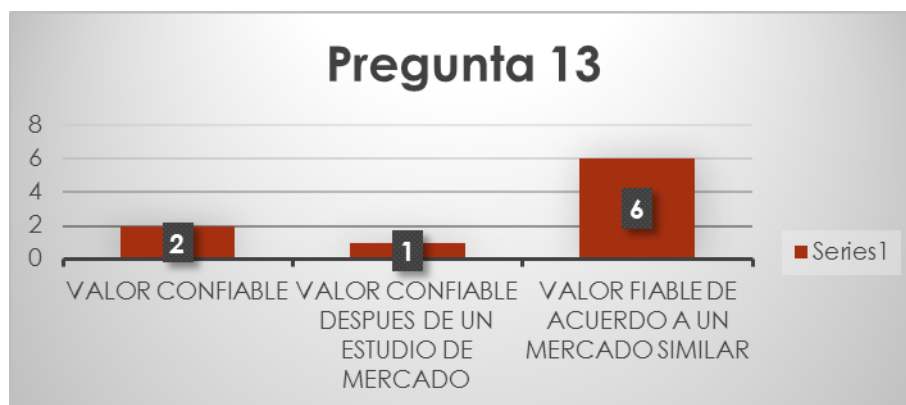 Pregunta 13
8
6
4
2
0
2
1
6
VALOR CONFIABLE
VALOR CONFIABLE
DESPUES DE UN
ESTUDIO DE
MERCADO
VALOR FIABLE DE
ACUERDO A UN
MERCADO SIMILAR
Series1